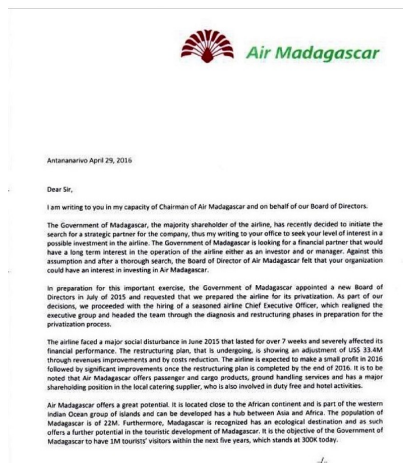 Air Madagascar
Antananarivo April 29, 2016
Dear Sir,
I am writing to you in my capacity of Chairman of Air Madagascar and on behalf of our Board of Directors.
The Government of Madagascar, the majority shareholder of the airline, has recently decided to initiate the
search for a strategic partner for the company, thus my writing to your office to seek your level of interest in a
possible investment in the airline. The Government of Madagascar is looking for a financial partner that would
have a long term interest in the operation of the airline either as an investor and or manager. Against this
assumption and after a thorough search, the Board of Director of Air Madagascar felt that your organization
could have an interest in investing in Air Madagascar.
In preparation for this important exercise, the Government of Madagascar appointed a new Board of
Directors in July of 2015 and requested that we prepared the airline for its privatization. As part of our
decisions, we proceeded with the hiring of a seasoned airline Chief Executive Officer, which realigned the
executive group and headed the team through the diagnosis and restructuring phases in preparation for the
privatization process.
The airline faced a major social disturbance in June 2015 that lasted for over 7 weeks and severely affected its
financial performance. The restructuring plan, that is undergoing, is showing an adjustment of US$ 33.4M
through revenues improvements and by costs reduction. The airline is expected to make a small profit in 2016
followed by significant improvements once the restructuring plan is completed by the end of 2016. It is to be
noted that Air Madagascar offers passenger and cargo products, ground handling services and has a major
shareholding position in the local catering supplier, who is also involved in duty free and hotel activities.
Air Madagascar offers a great potential. It is located close to the African continent and is part of the western
Indian Ocean group of islands and can be developed has a hub between Asia and Africa. The population of
Madagascar is of 22M. Furthermore, Madagascar is recognized has an ecological destination and as such
offers a further potential in the touristic development of Madagascar. It is the objective of the Government of
Madagascar to have 1M tourists' visitors within the next five years, which stands at 300K today.